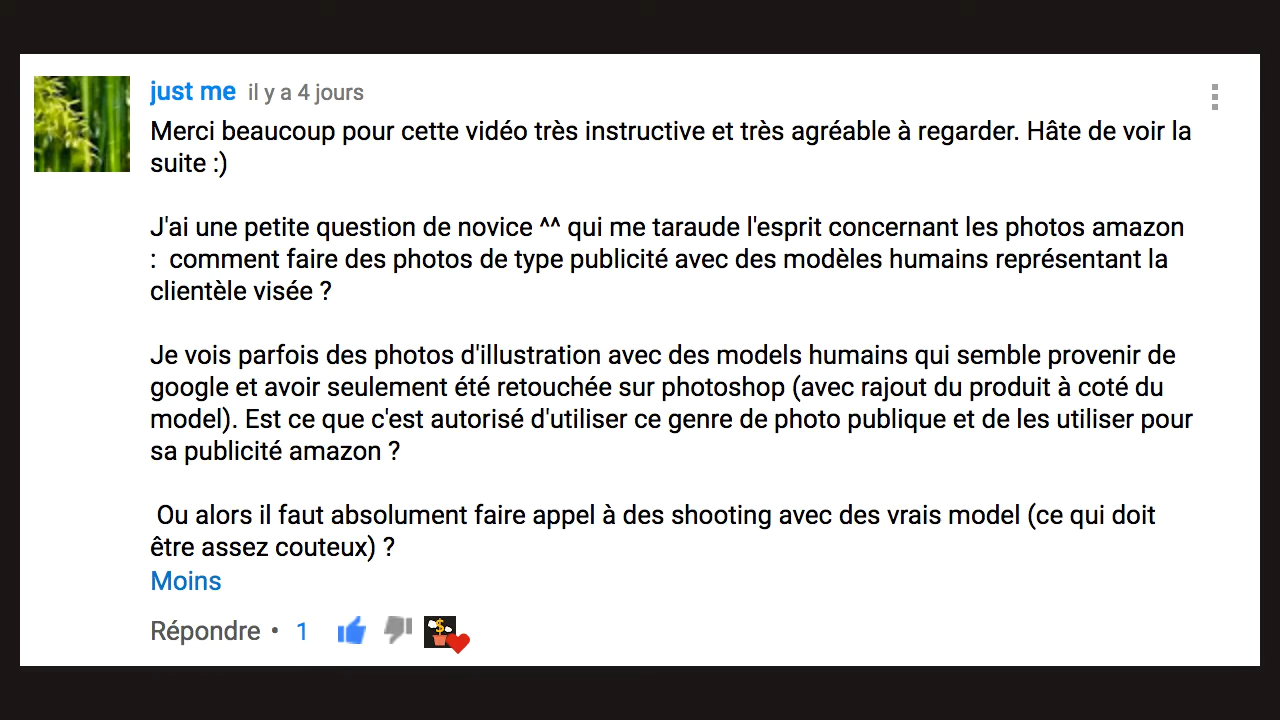 just me il y a 4 jours
Merci beaucoup pour cette vidéo très instructive et très agréable à regarder. Hâte de voir la
suite :)
J'ai une petite question de novice ^^ qui me taraude l'esprit concernant les photos amazon
:  comment faire des photos de type publicité avec des modèles humains représentant la
clientèle visée ?
Je vois parfois des photos d'illustration avec des models humains qui semble provenir de
google et avoir seulement été retouchée sur photoshop (avec rajout du produit à coté du
model). Est ce que c'est autorisé d'utiliser ce genre de photo publique et de les utiliser pour
sa publicité amazon ?
Ou alors il faut absolument faire appel à des shooting avec des vrais model (ce qui doit
être assez couteux) ?
Moins
Répondre • 1